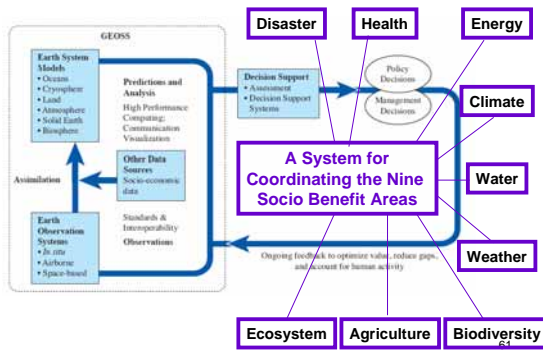 Disaster
Health
Energy
GEOSS
Earth System
Models
• Oceans
• Cryosphere
• Land
• Atmosphere
• Solid Earth
• Biosphere
Predictions and
Analysis
High Performance
Computing;
Communication
Visualization
Decision Support
• Assessment
• Decision Support
Systems
Policy
Decisions
Management
Decisions
Climate
Other Data
Sources
Socio-economic
data
Assimilation
A System for
Coordinating the Nine
Socio Benefit Areas
Water
Earth
Observation
Systems
• In situ
• Airborne
• Space-based
Standards &
Interoperability
Observations
Ongoing feedback to optimize value, reduce gaps,
and account for human activity
Weather
Ecosystem
Agriculture
Biodiversity
61